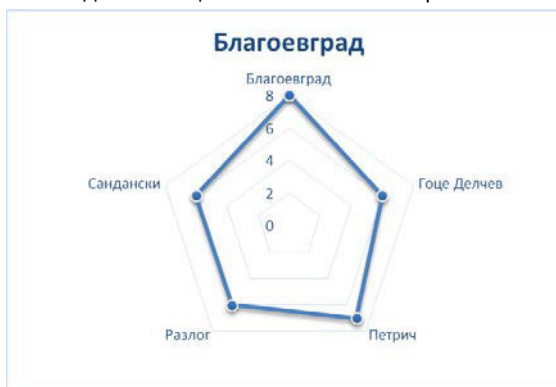 Благоевград
Благоевград
8
6
4
2
0
Сандански
Гоце Делчев
Разлог
Петрич